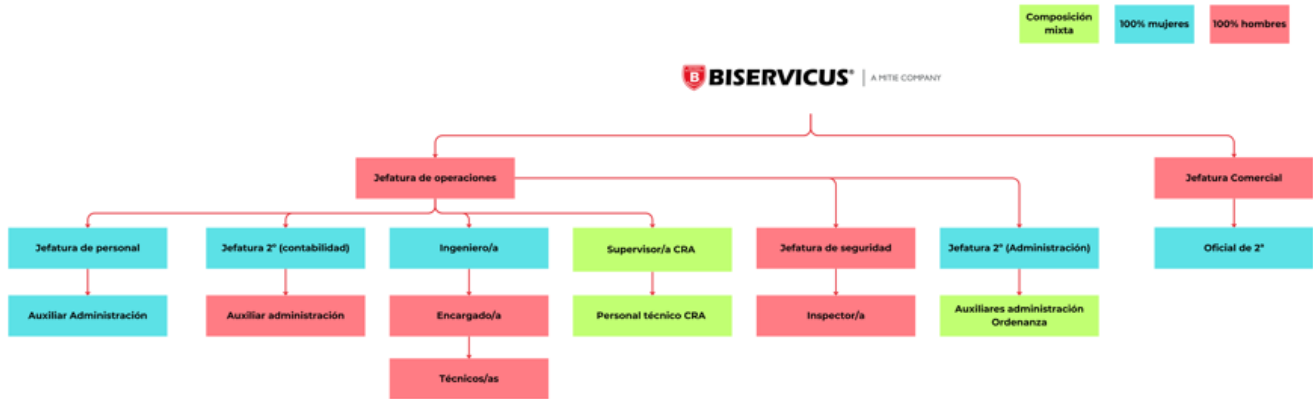 Composición
mixta
100% mujeres
100% hombres
B BISERVICUS® | A MITIE COMPANY
Jefatura de operaciones
Jefatura Comercial
Jefatura de personal
Jefatura 2º (contabilidad)
Ingeniero/a
Supervisor/a CRA
Jefatura de seguridad
Jefatura 2º (Administración)
Oficial de 2ª
Auxiliar Administración
Auxiliar administración
Encargado/a
Personal técnico CRA
Inspector/a
Auxiliares administración
Ordenanza
Técnicos/as